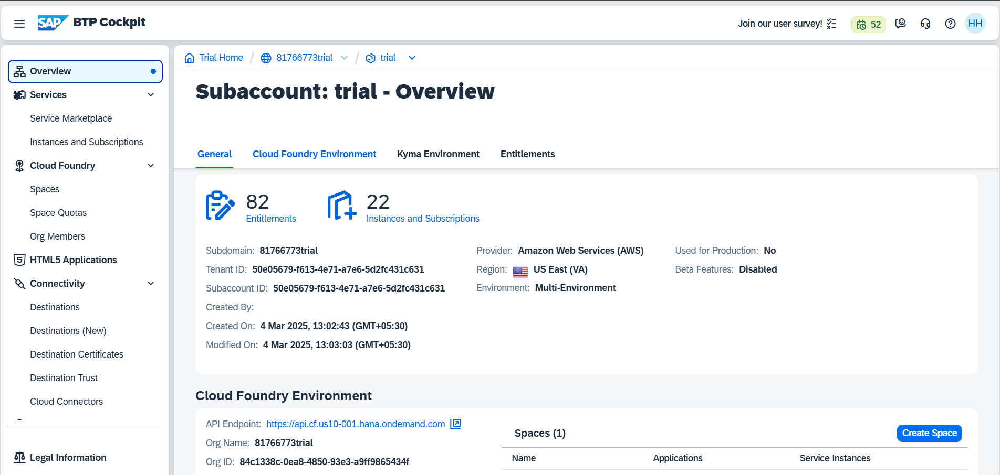 SAP BTP Cockpit
Join our user survey!
52
HH
Overview
Services
Service Marketplace
Instances and Subscriptions
Cloud Foundry
Spaces
Space Quotas
Org Members
HTML5 Applications
Connectivity
Destinations
Destinations (New)
Destination Certificates
Destination Trust
Cloud Connectors
Legal Information
Trial Home / 81766773trial / trial
Subaccount: trial - Overview
General Cloud Foundry Environment Kyma Environment Entitlements
82
Entitlements
22
Instances and Subscriptions
Subdomain: 81766773trial
Tenant ID: 50e05679-f613-4e71-a7e6-5d2fc431c631
Subaccount ID: 50e05679-f613-4e71-a7e6-5d2fc431c631
Created By:
Created On: 4 Mar 2025, 13:02:43 (GMT+05:30)
Modified On: 4 Mar 2025, 13:03:03 (GMT+05:30)
Provider: Amazon Web Services (AWS)
Region: US East (VA)
Environment: Multi-Environment
Used for Production: No
Beta Features: Disabled
Cloud Foundry Environment
API Endpoint: https://api.cf.us10-001.hana.ondemand.com
Org Name: 81766773trial
Org ID: 84c1338c-0ea8-4850-93e3-a9ff9865434f
Spaces (1)
Create Space
Name Applications Service Instances